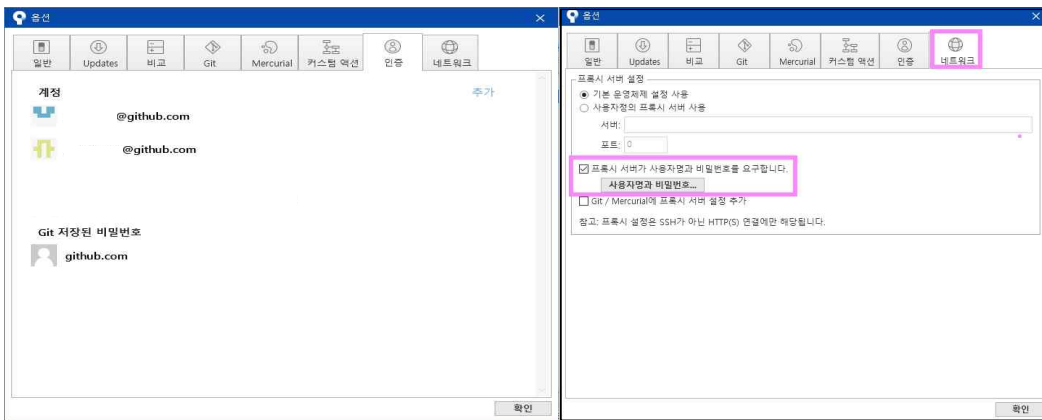 옵션
일반 Updates 비교 Git Mercurial 커스텀 액션 인증 네트워크
계정 추가
@github.com
@github.com
Git 저장된 비밀번호
github.com
확인
옵션
일반 Updates 비교 Git Mercurial 커스텀 액션 인증 네트워크
프록시 서버 설정
기본 운영체제 설정 사용
사용자정의 프록시 서버 사용
서버:
포트: 0
프록시 서버가 사용자명과 비밀번호를 요구합니다.
사용자명과 비밀번호...
Git / Mercurial에 프록시 서버 설정 추가
참고: 프록시 설정은 SSH가 아닌 HTTP(S) 연결에만 해당됩니다.
확인